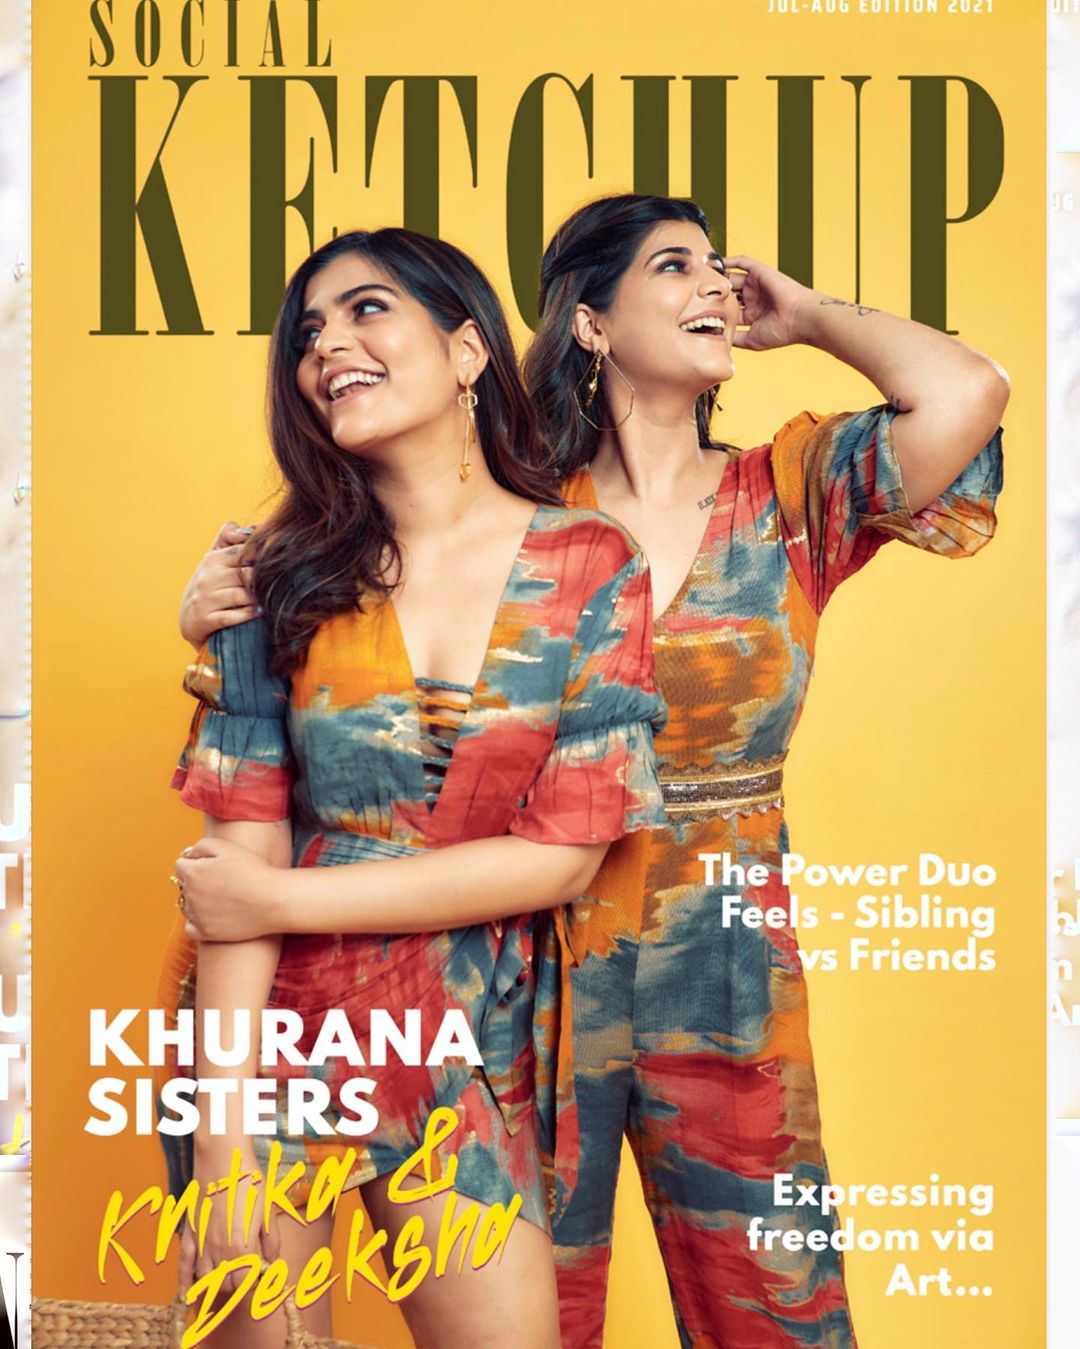 JUL-AUG EDITION 2021
SOCIAL
KETCHUP
The Power Duo
Feels - Sibling
vs Friends
KHURANA
SISTERS
Kritika &
Deeksha
Expressing
freedom via
Art...